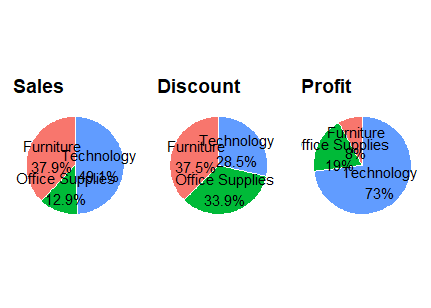 Sales
Discount
Profit
Furniture
37.9%
Technology
49.1%
Office Supplies
12.9%
Furniture
37.5%
Technology
28.5%
Office Supplies
33.9%
Furniture
8%
ffice Supplies
19%
Technology
73%